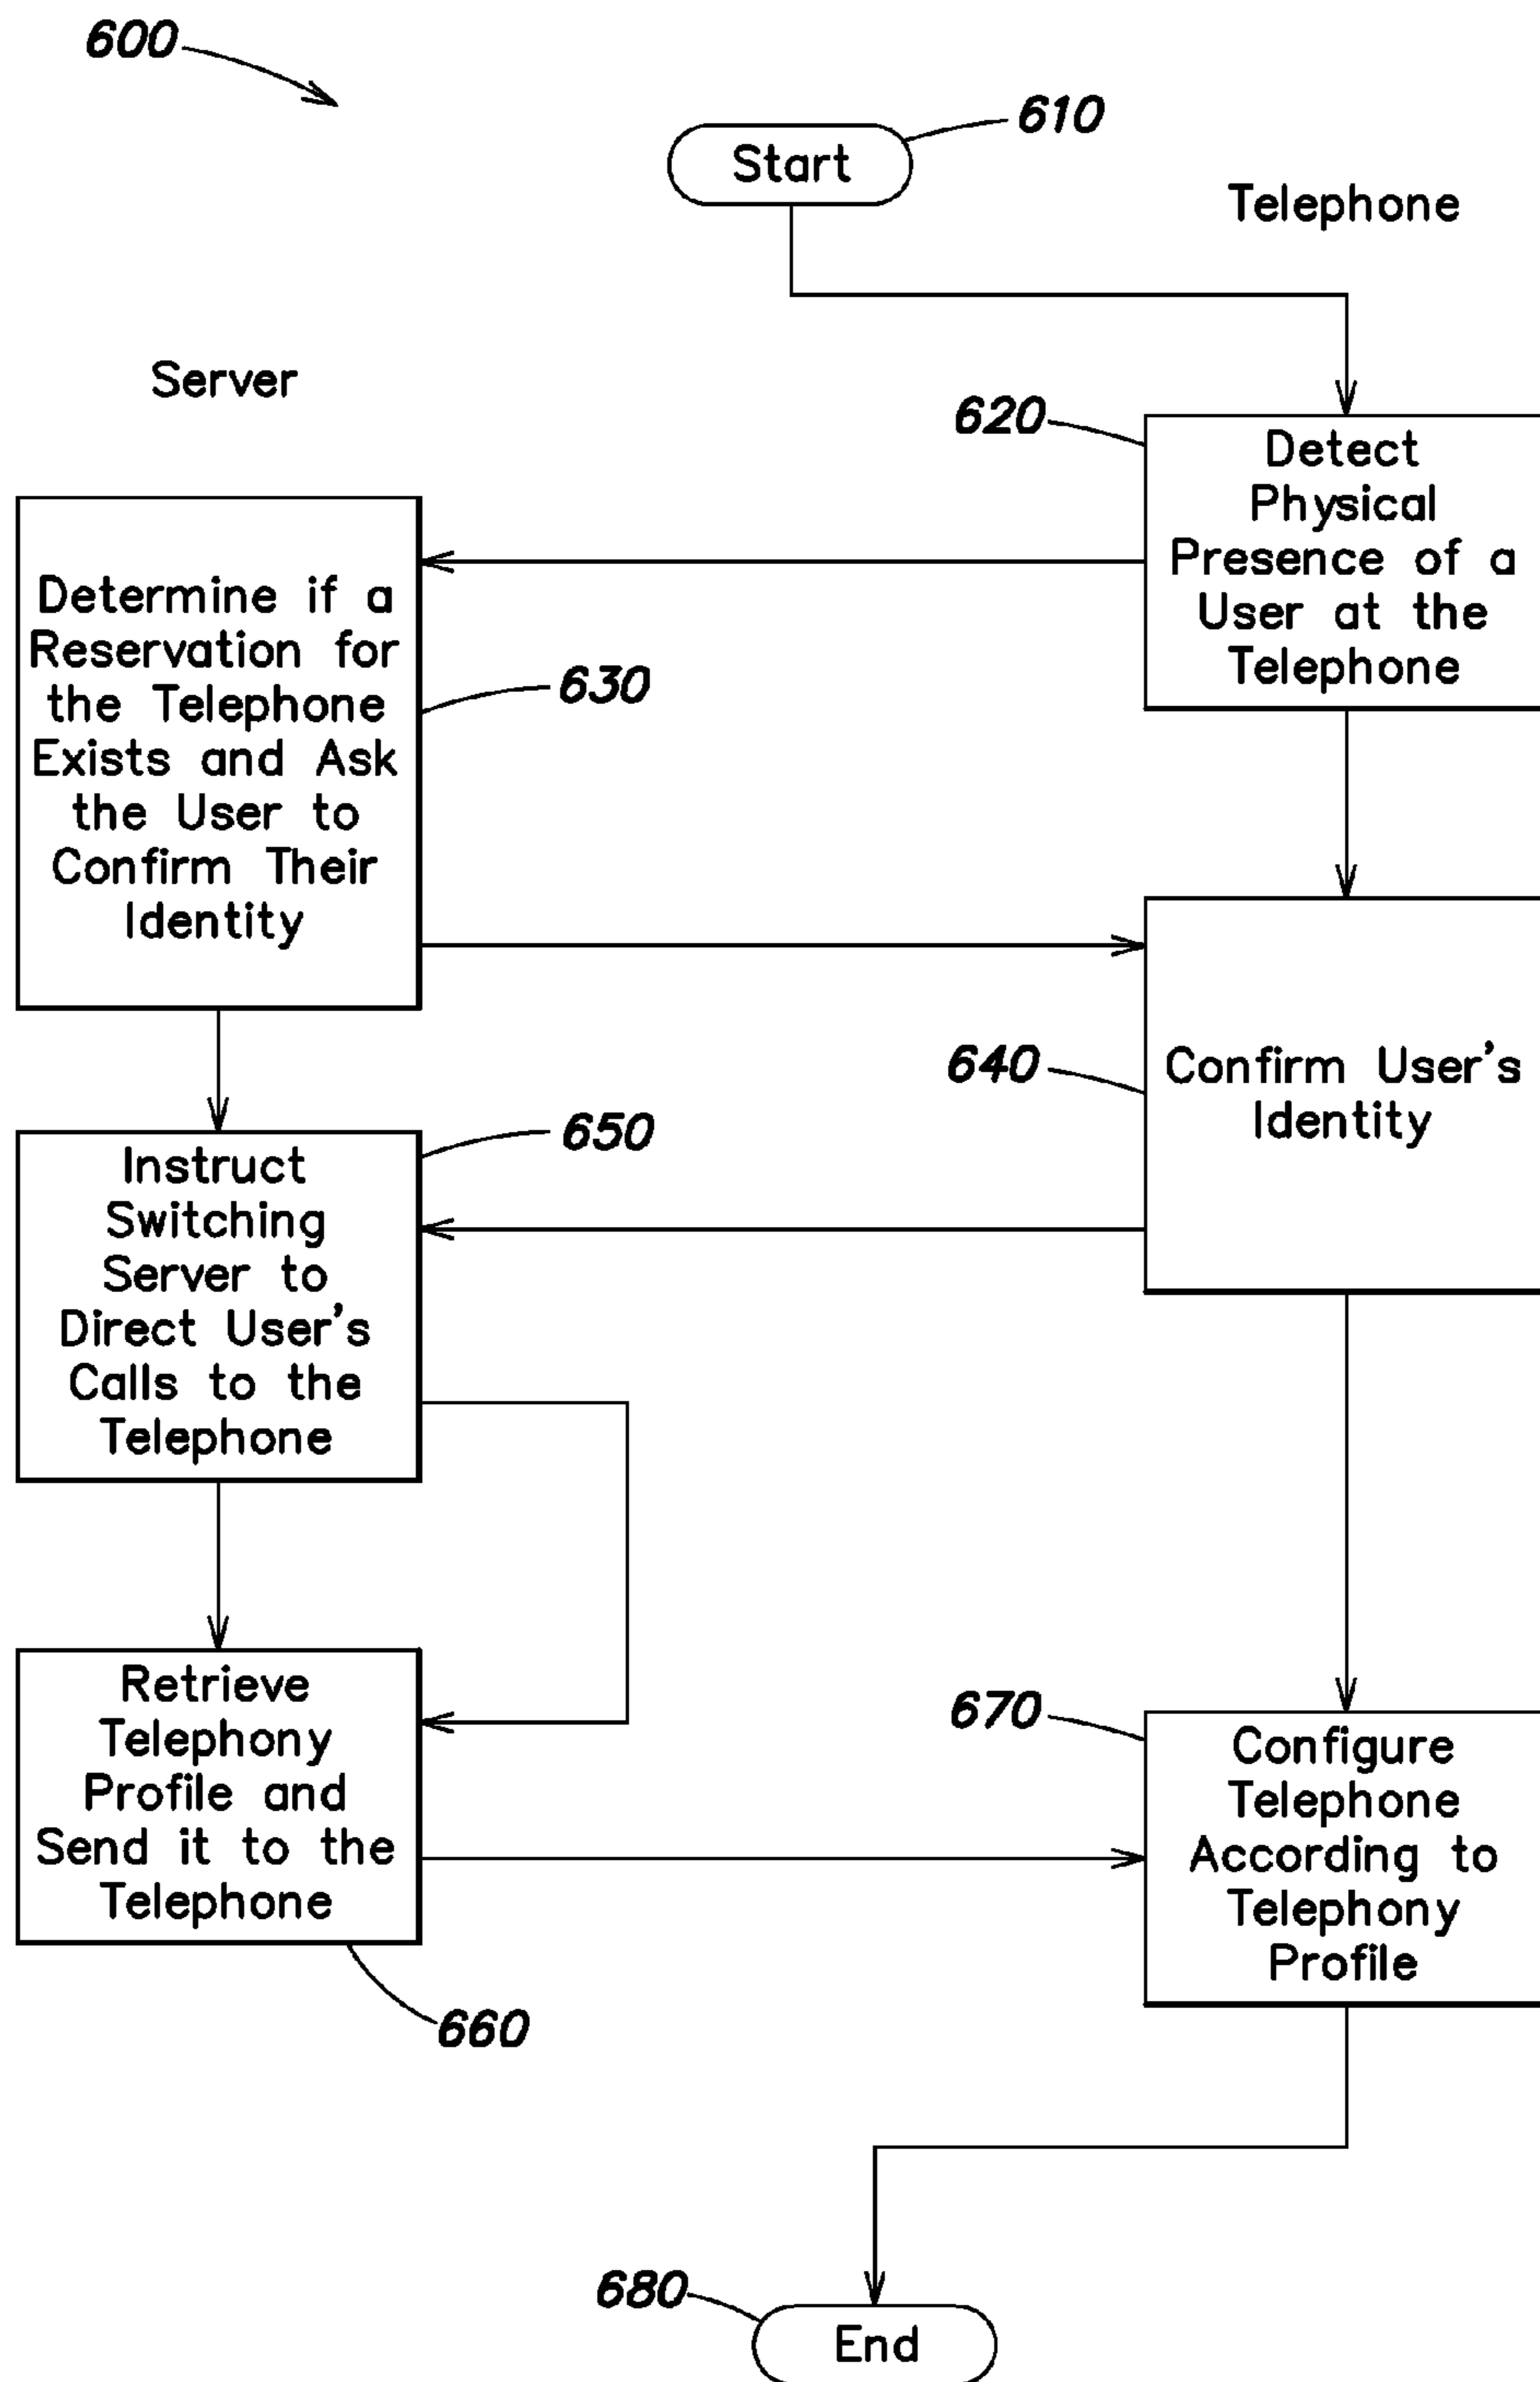 600
610
Start
Telephone
Server
620
Detect
Physical
Presence of a
User at the
Telephone
Determine if a
Reservation for
the Telephone
Exists and Ask
the User to
Confirm Their
Identity
630
640
Confirm User's
Identity
650
Instruct
Switching
Server to
Direct User's
Calls to the
Telephone
Retrieve
Telephony
Profile and
Send it to the
Telephone
660
670
Configure
Telephone
According to
Telephony
Profile
680
End